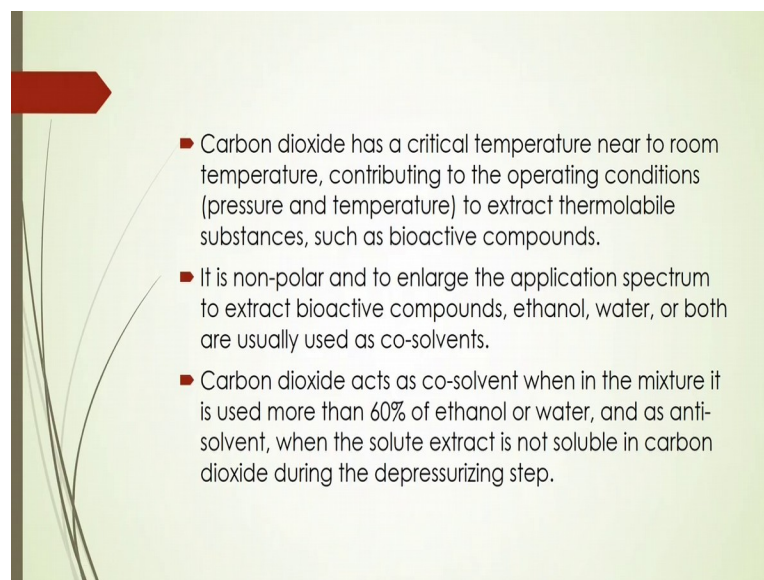 Carbon dioxide has a critical temperature near to room
temperature, contributing to the operating conditions
(pressure and temperature) to extract thermolabile
substances, such as bioactive compounds.
It is non-polar and to enlarge the application spectrum
to extract bioactive compounds, ethanol, water, or both
are usually used as co-solvents.
Carbon dioxide acts as co-solvent when in the mixture it
is used more than 60% of ethanol or water, and as anti-
solvent, when the solute extract is not soluble in carbon
dioxide during the depressurizing step.